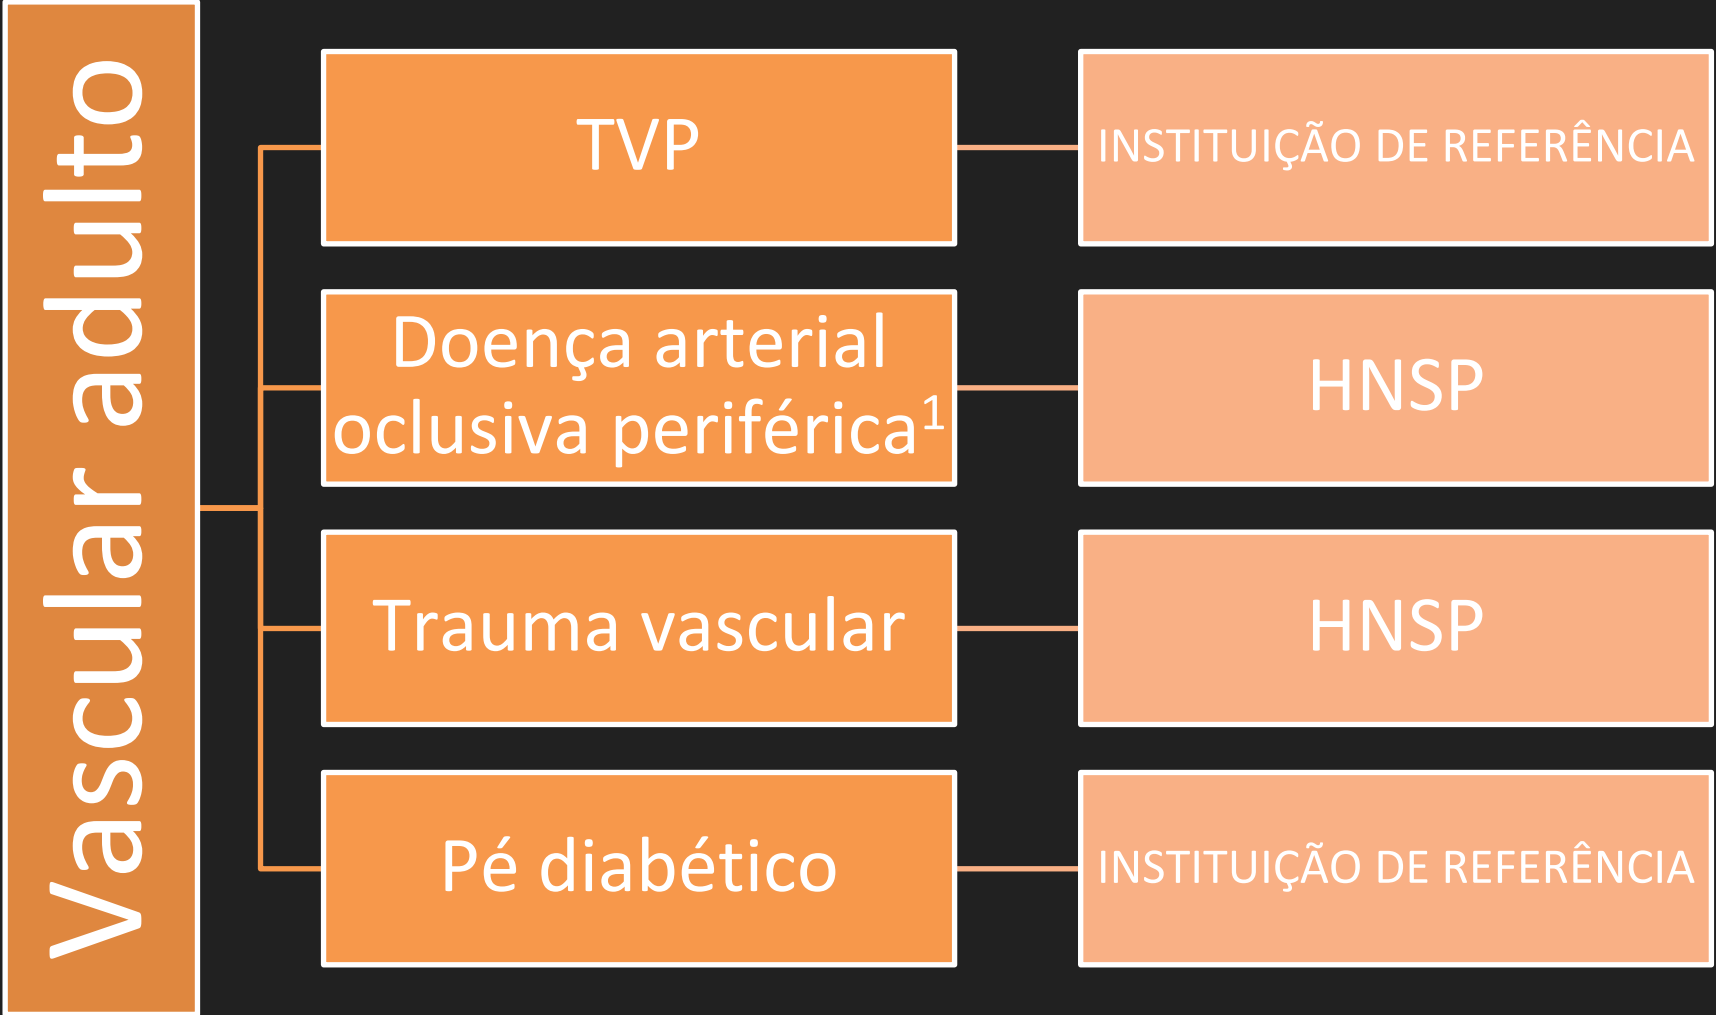 Vascular adulto
TVP
INSTITUIÇÃO DE REFERÊNCIA
Doença arterial
oclusiva periférica¹
HNSP
Trauma vascular
HNSP
Pé diabético
INSTITUIÇÃO DE REFERÊNCIA